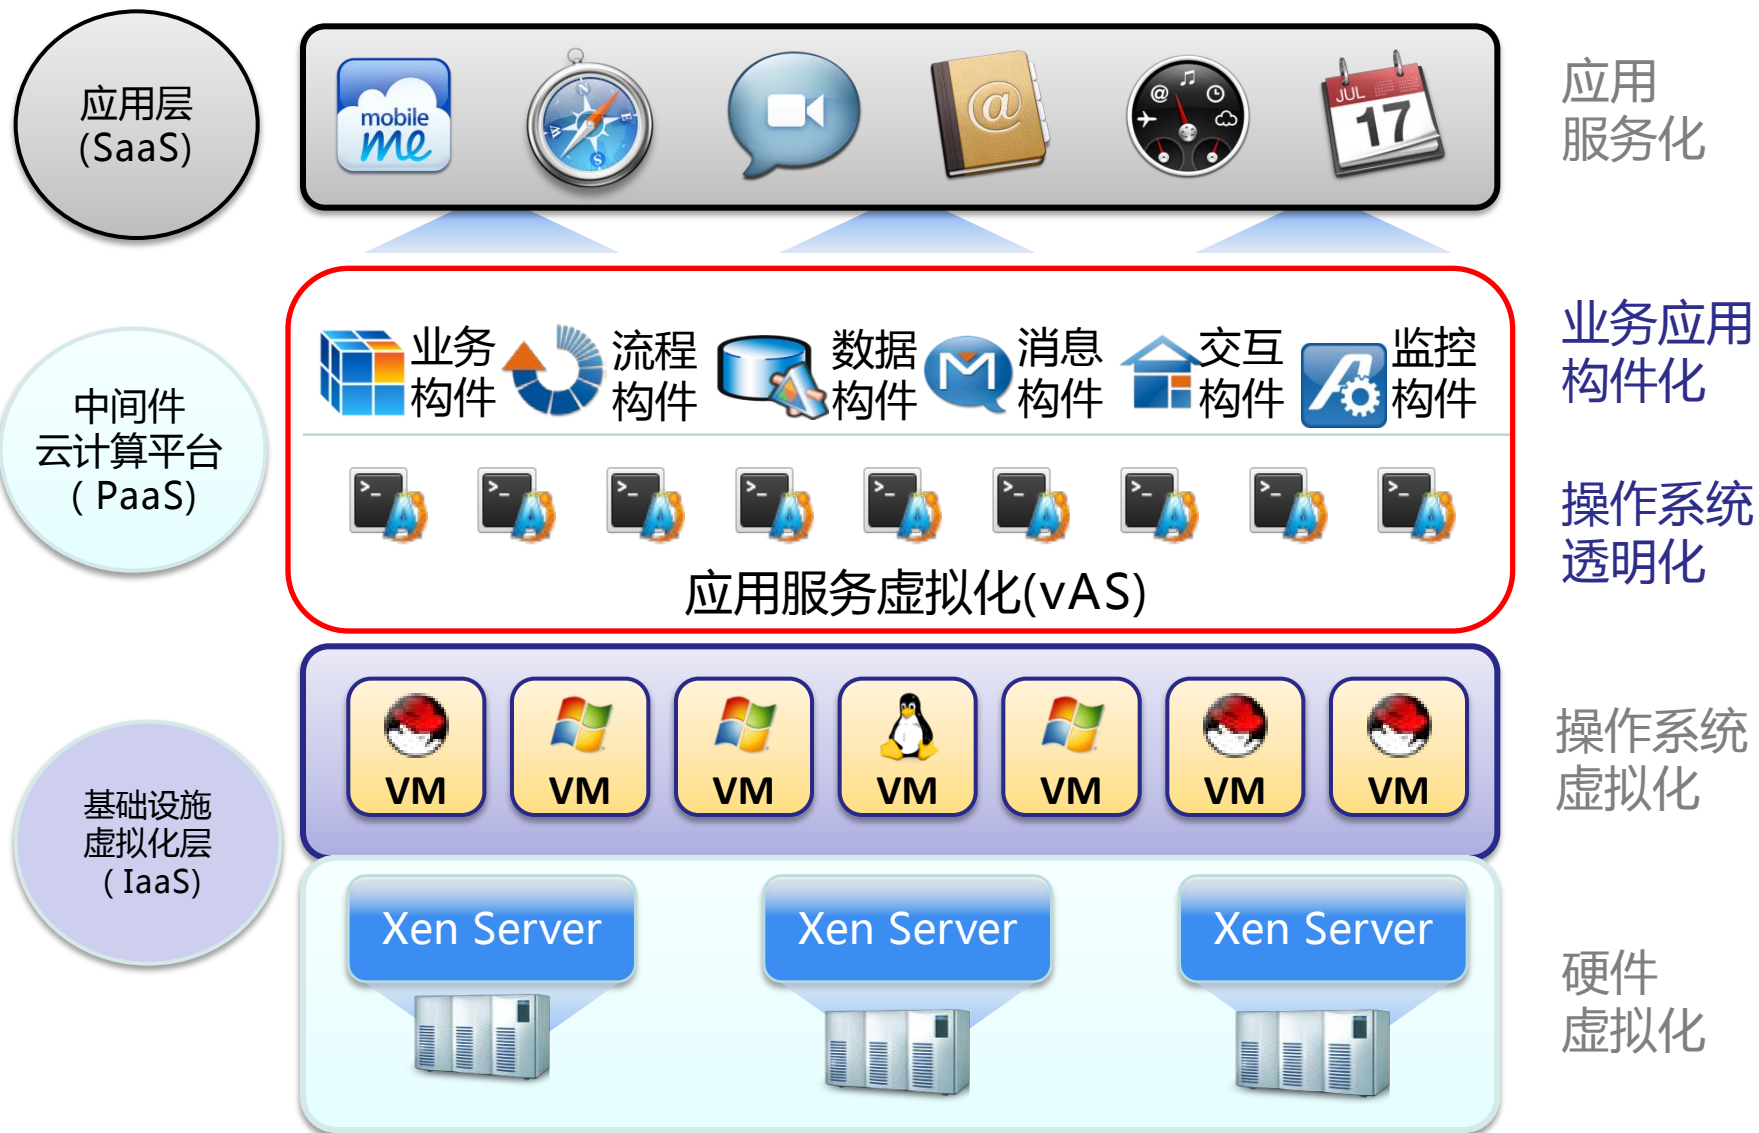 应用层
(SaaS)
mobile
me
JUL
17
应用
服务化
中间件
云计算平台
( PaaS)
业务
构件
流程
构件
数据
构件
消息
构件
交互
构件
监控
构件
业务应用
构件化
应用服务虚拟化(vAS)
操作系统
透明化
基础设施
虚拟化层
( IaaS)
VM
VM
VM
VM
VM
VM
VM
操作系统
虚拟化
Xen Server
Xen Server
Xen Server
硬件
虚拟化